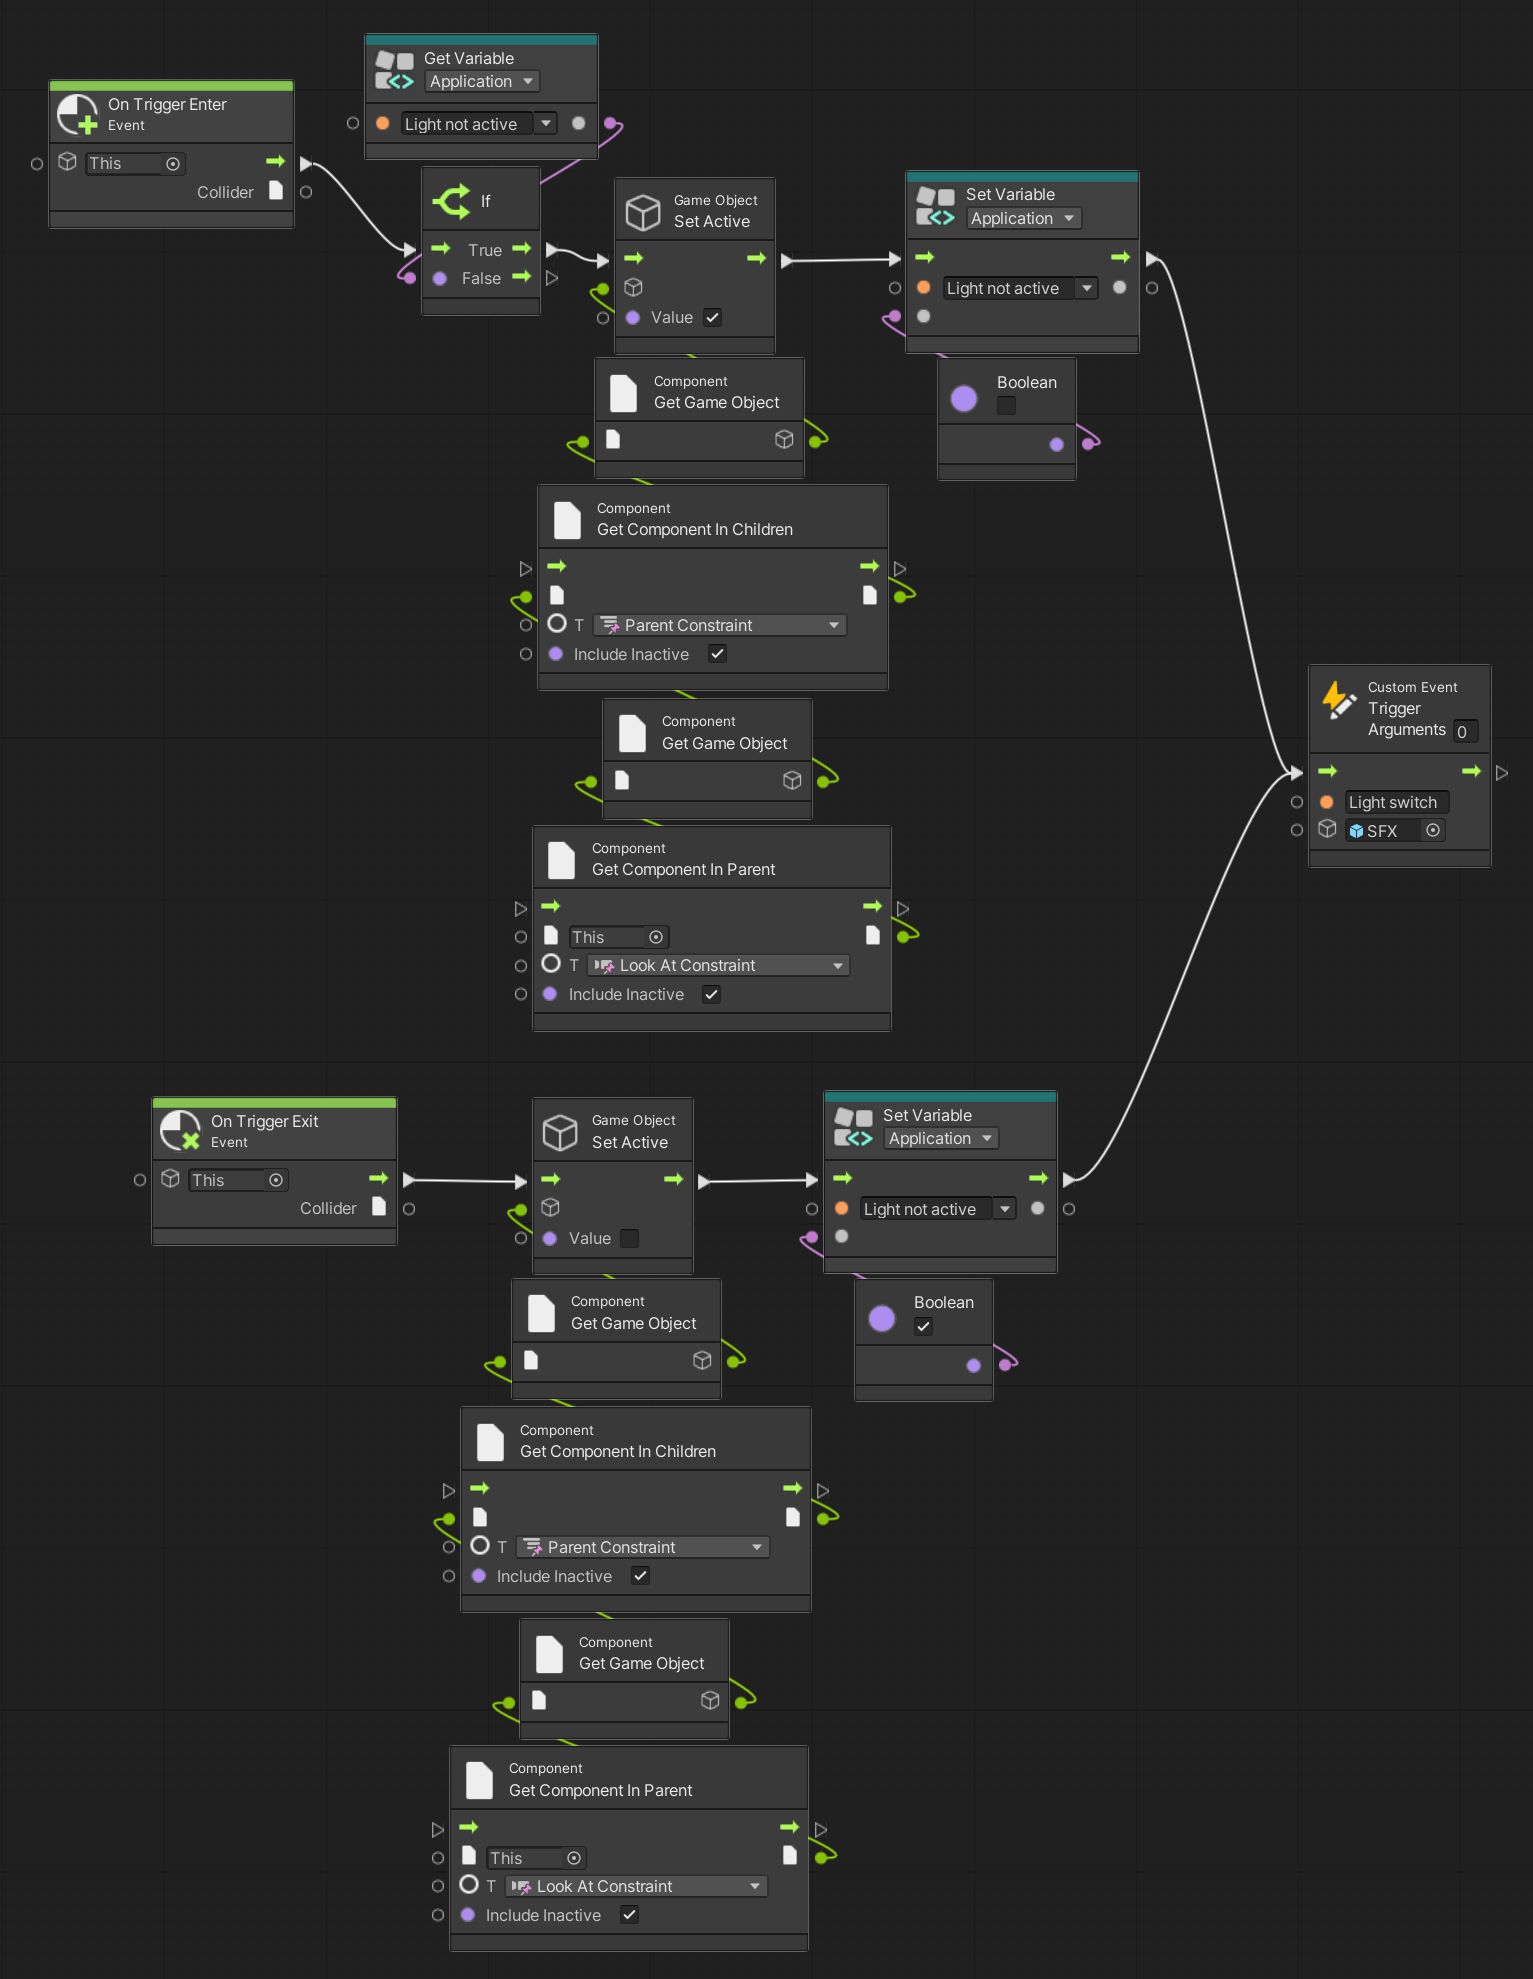 Get Variable
Application
Light not active
On Trigger Enter
Event
This
Collider
If
True
False
Game Object
Set Active
Value
Set Variable
Application
Light not active
Boolean
Component
Get Game Object
Component
Get Component In Children
T Parent Constraint
Include Inactive
Component
Get Game Object
Component
Get Component In Parent
This
T Look At Constraint
Include Inactive
Custom Event
Trigger
Arguments 0
Light switch
SFX
On Trigger Exit
Event
This
Collider
Game Object
Set Active
Value
Set Variable
Application
Light not active
Boolean
Component
Get Game Object
Component
Get Component In Children
T Parent Constraint
Include Inactive
Component
Get Game Object
Component
Get Component In Parent
This
T Look At Constraint
Include Inactive